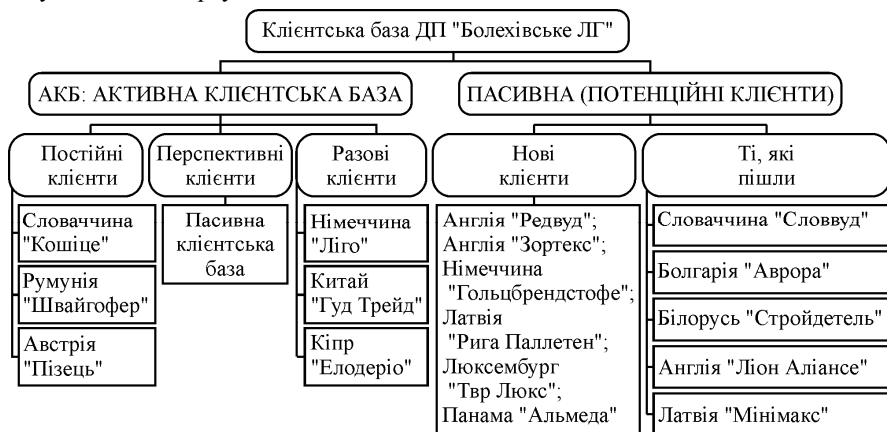 Клієнтська база ДП "Болехівське ЛГ"
АКБ: АКТИВНА КЛІЄНТСЬКА БАЗА
ПАСИВНА (ПОТЕНЦІЙНІ КЛІЄНТИ)
Постійні
клієнти
Перспективні
клієнти
Разові
клієнти
Нові
клієнти
Ті, які
пішли
Словаччина
"Кошіце"
Румунія
"Швайгофер"
Австрія
"Пізець"
Пасивна
клієнтська
база
Німеччина
"Ліго"
Китай
"Гуд Трейд"
Кіпр
"Елодеріо"
Англія "Редвуд";
Англія "Зортекс";
Німеччина
"Гольцбрендстофе";
Латвія
"Рига Паллетен";
Люксембург
"Твр Люкс";
Панама "Альмеда"
Словаччина "Словвуд"
Болгарія "Аврора"
Білорусь "Стройдетель"
Англія "Ліон Аліансе"
Латвія "Мінімакс"